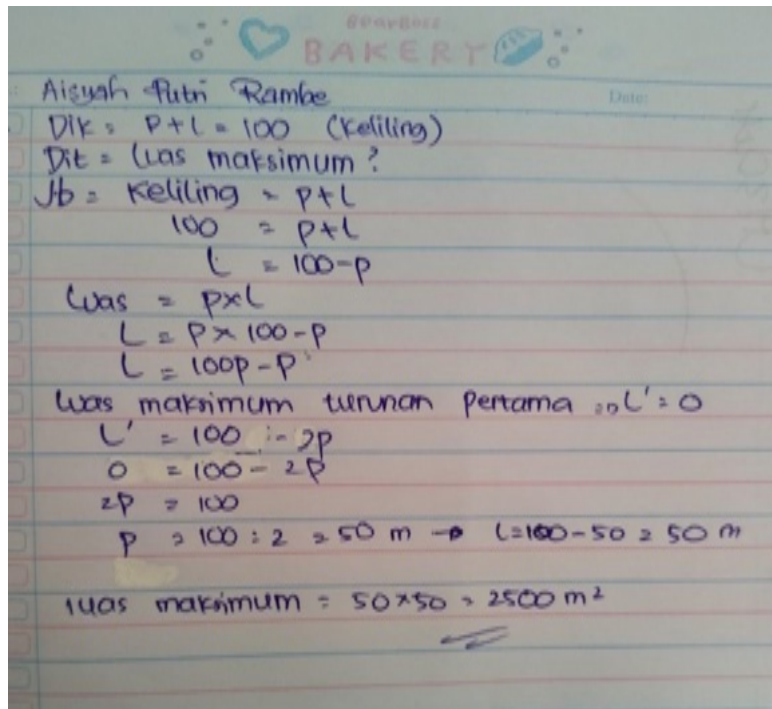 BEARBOSS
BAKERY
Aisyah Putri Rambe
Date:
Dik = P + L = 100 (Keliling)
Dit = Luas maksimum ?
Jb = Keliling = P+L
100 = P+L
L = 100-P
Luas = PxL
L = P x 100-P
L = 100P - P
Luas maksimum turunan pertama => L' = 0
L' = 100 - 2P
0 = 100 - 2P
2P = 100
P = 100 : 2 = 50 m → L = 100-50 = 50 m
luas maksimum = 50x50 = 2500 m²